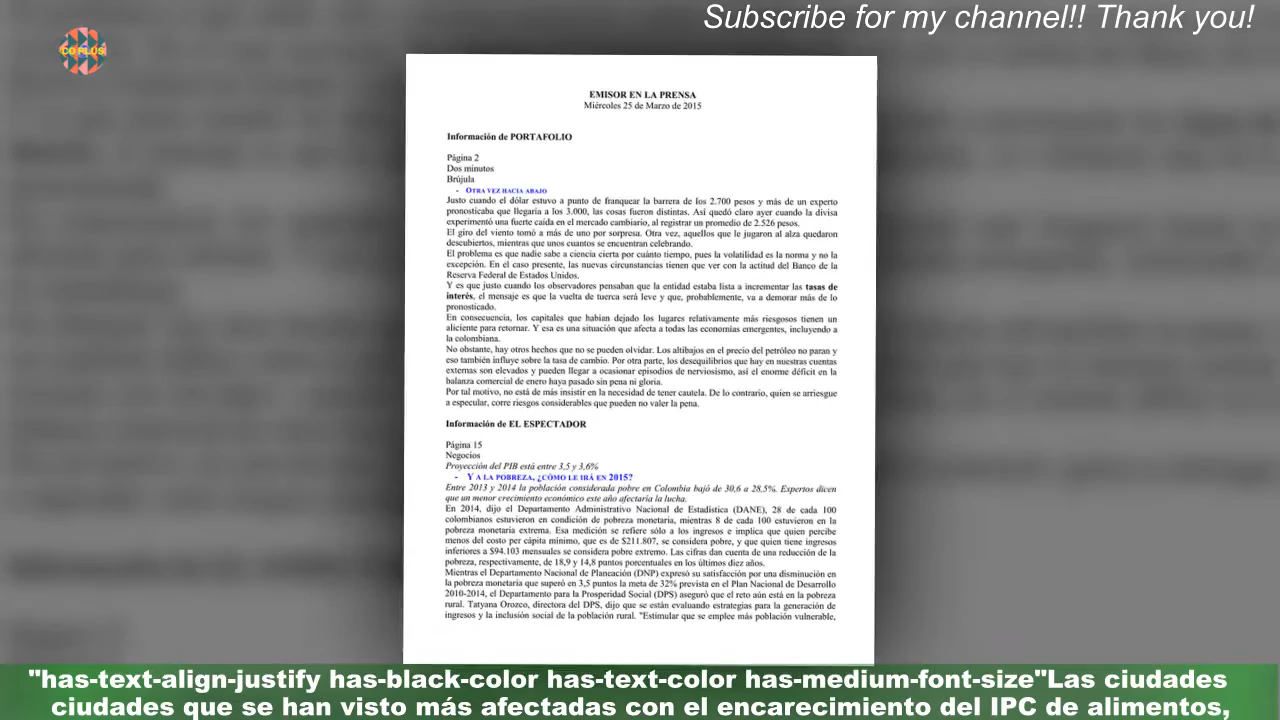 Subscribe for my channel!! Thank you!
CO PLUS
EMISOR EN LA PRENSA
Miércoles 25 de Marzo de 2015
Información de PORTAFOLIO
Página 2
Dos minutos
Brújula
- OTRA VEZ HACIA ABAJO
Justo cuando el dólar estuvo a punto de franquear la barrera de los 2.700 pesos y más de un experto
pronosticaba que llegaría a los 3.000, las cosas fueron distintas. Así quedó claro ayer cuando la divisa
experimentó una fuerte caída en el mercado cambiario, al registrar un promedio de 2.526 pesos.
El giro del viento tomó a más de uno por sorpresa. Otra vez, aquellos que le jugaron al alza quedaron
descubiertos, mientras que unos cuantos se encuentran celebrando.
El problema es que nadie sabe a ciencia cierta por cuánto tiempo, pues la volatilidad es la norma y no la
excepción. En el caso presente, las nuevas circunstancias tienen que ver con la actitud del Banco de la
Reserva Federal de Estados Unidos.
Y es que justo cuando los observadores pensaban que la entidad estaba lista a incrementar las tasas de
interés, el mensaje es que la vuelta de tuerca será leve y que, probablemente, va a demorar más de lo
pronosticado.
En consecuencia, los capitales que habían dejado los lugares relativamente más riesgosos tienen un
aliciente para retornar. Y esa es una situación que afecta a todas las economías emergentes, incluyendo a
la colombiana.
No obstante, hay otros hechos que no se pueden olvidar. Los altibajos en el precio del petróleo no paran y
eso también influye sobre la tasa de cambio. Por otra parte, los desequilibrios que hay en nuestras cuentas
externas son elevados y pueden llegar a ocasionar episodios de nerviosismo, así el enorme déficit en la
balanza comercial de enero haya pasado sin pena ni gloria.
Por tal motivo, no está de más insistir en la necesidad de tener cautela. De lo contrario, quien se arriesgue
a especular, corre riesgos considerables que pueden no valer la pena.
Información de EL ESPECTADOR
Página 15
Negocios
Proyección del PIB está entre 3,5 y 3,6%
- Y A LA POBREZA, ¿CÓMO LE IRÁ EN 2015?
Entre 2013 y 2014 la población considerada pobre en Colombia bajó de 30,6 a 28,5%. Expertos dicen
que un menor crecimiento económico este año afectaría la lucha.
En 2014, dijo el Departamento Administrativo Nacional de Estadística (DANE), 28 de cada 100
colombianos estuvieron en condición de pobreza monetaria, mientras 8 de cada 100 estuvieron en la
pobreza monetaria extrema. Esa medición se refiere sólo a los ingresos e implica que quien percibe
menos del costo per cápita mínimo, que es de $211.807, se considera pobre, y que quien tiene ingresos
inferiores a $94.103 mensuales se considera pobre extremo. Las cifras dan cuenta de una reducción de la
pobreza, respectivamente, de 18,9 y 14,8 puntos porcentuales en los últimos diez años.
Mientras el Departamento Nacional de Planeación (DNP) expresó su satisfacción por una disminución en
la pobreza monetaria que superó en 3,5 puntos la meta de 32% prevista en el Plan Nacional de Desarrollo
2010-2014, el Departamento para la Prosperidad Social (DPS) aseguró que el reto aún está en la pobreza
rural. Tatyana Orozco, directora del DPS, dijo que se están evaluando estrategias para la generación de
ingresos y la inclusión social de la población rural. "Estimular que se emplee más población vulnerable,
"has-text-align-justify has-black-color has-text-color has-medium-font-size"Las ciudades
ciudades que se han visto más afectadas con el encarecimiento del IPC de alimentos,